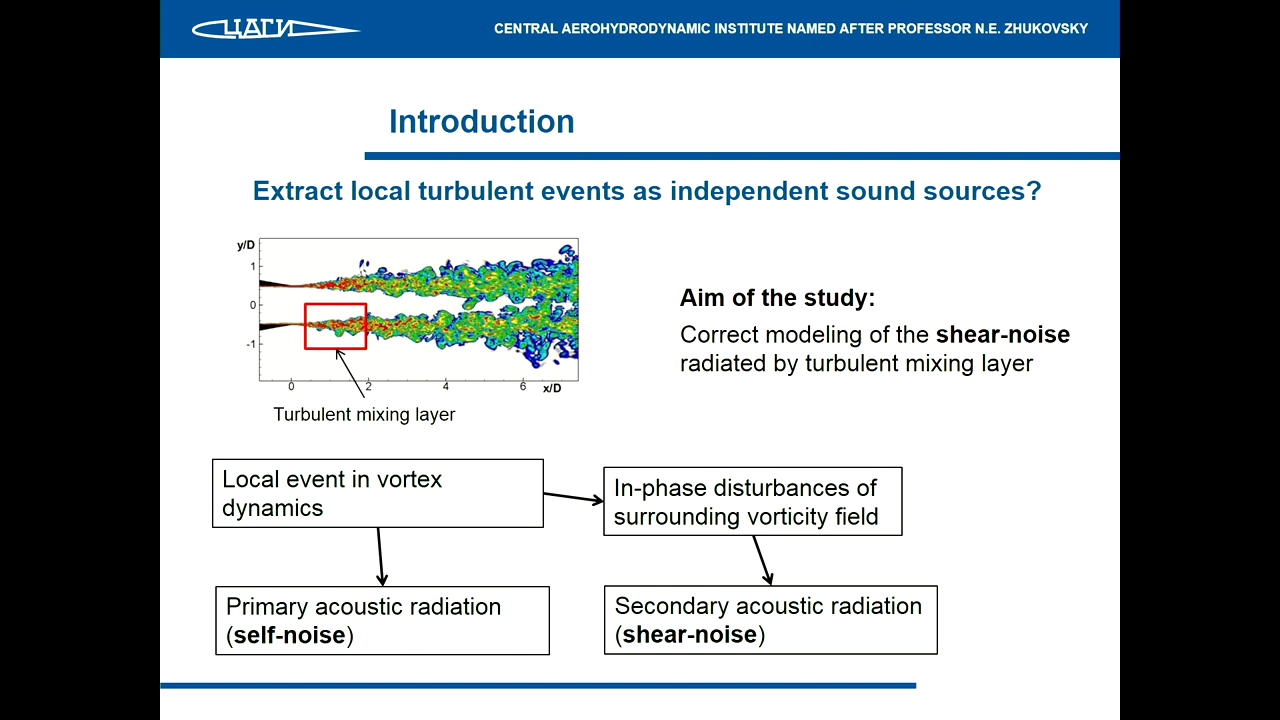 ЦАГИ
CENTRAL AEROHYDRODYNAMIC INSTITUTE NAMED AFTER PROFESSOR N.E. ZHUKOVSKY
Introduction
Extract local turbulent events as independent sound sources?
y/D
1
0
-1
0
2
4
6
x/D
Turbulent mixing layer
Aim of the study:
Correct modeling of the shear-noise
radiated by turbulent mixing layer
Local event in vortex
dynamics
In-phase disturbances of
surrounding vorticity field
Primary acoustic radiation
(self-noise)
Secondary acoustic radiation
(shear-noise)